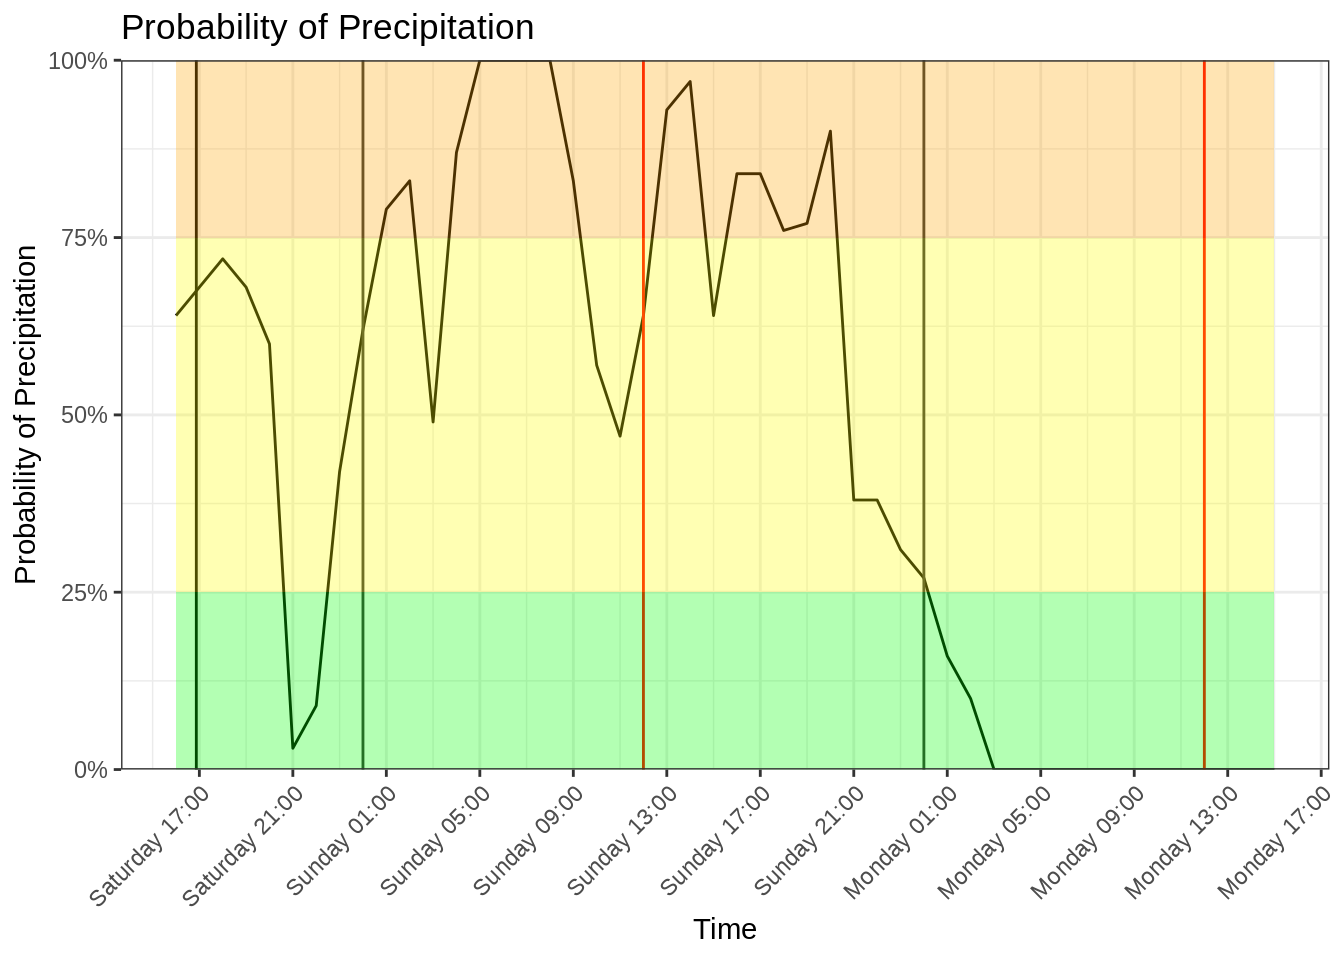 Probability of Precipitation
100%
75%
50%
25%
0%
Probability of Precipitation
Saturday 17:00
Saturday 21:00
Sunday 01:00
Sunday 05:00
Sunday 09:00
Sunday 13:00
Sunday 17:00
Sunday 21:00
Monday 01:00
Monday 05:00
Monday 09:00
Monday 13:00
Monday 17:00
Time